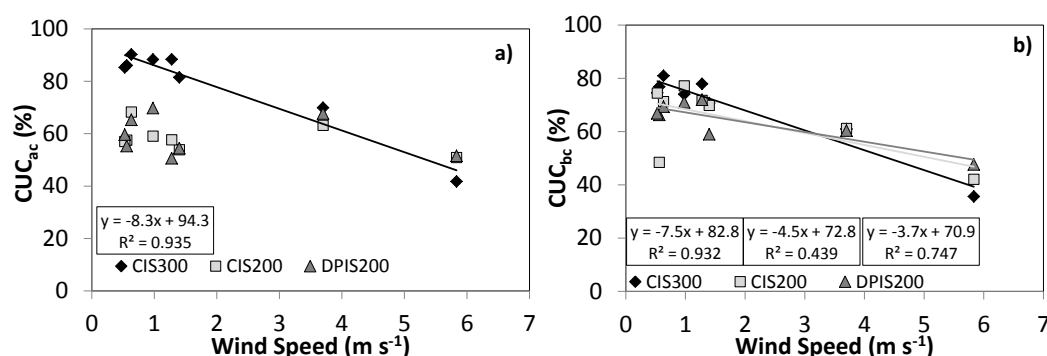 100
80
60
40
20
0
CUCac (%)
a)
y = -8.3x + 94.3
R² = 0.935
CIS300 CIS200 DPIS200
0 1 2 3 4 5 6 7
Wind Speed (m s⁻¹)
100
80
60
40
20
0
CUCbc (%)
b)
y = -7.5x + 82.8 y = -4.5x + 72.8 y = -3.7x + 70.9
R² = 0.932 R² = 0.439 R² = 0.747
CIS300 CIS200 DPIS200
0 1 2 3 4 5 6 7
Wind Speed (m s⁻¹)